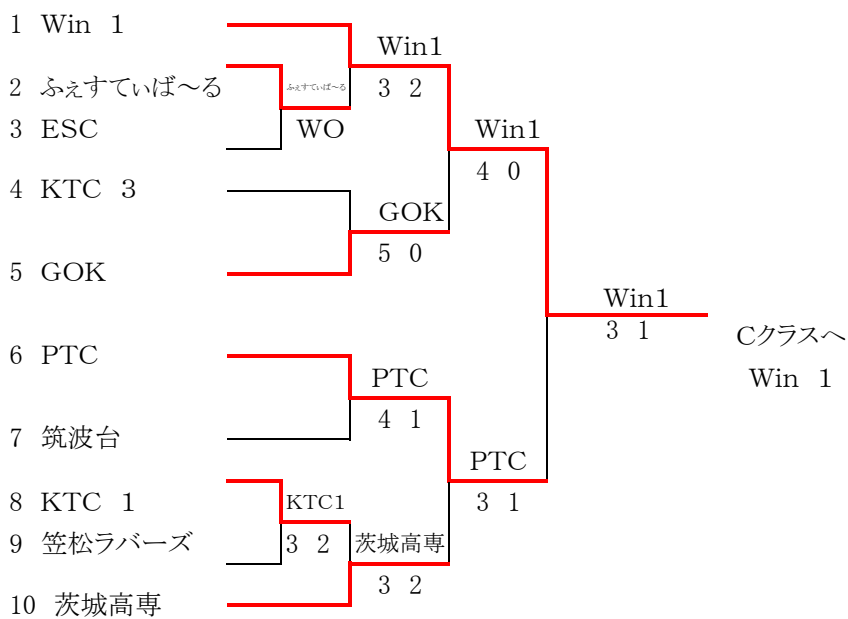 1 Win 1
Win1
2 ふぇすてぃば～る
ふぇすてぃば～る
3 2
3 ESC
WO
Win1
4 0
4 KTC 3
GOK
5 0
5 GOK
Win1
3 1
Cクラスへ
Win 1
6 PTC
PTC
4 1
7 筑波台
PTC
3 1
8 KTC 1
KTC1
9 笠松ラバーズ
3 2
茨城高専
3 2
10 茨城高専